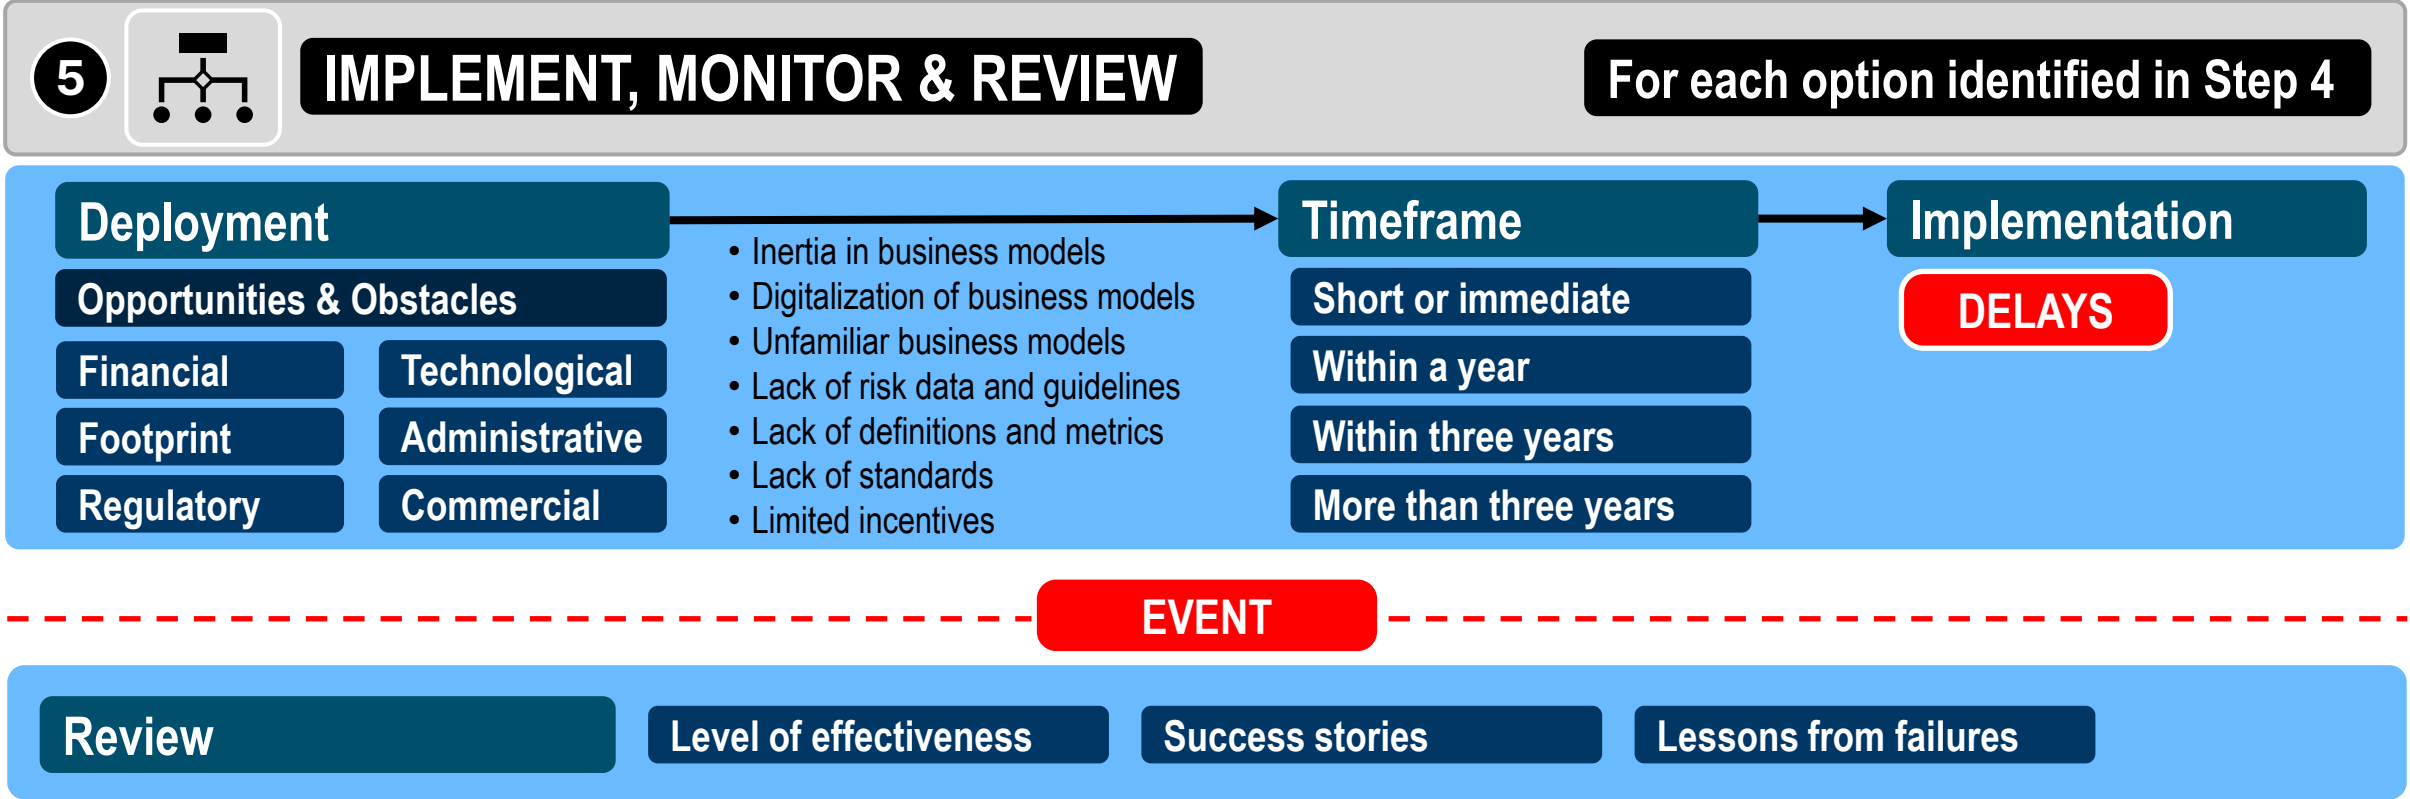 5
IMPLEMENT, MONITOR & REVIEW
For each option identified in Step 4
Deployment
Opportunities & Obstacles
Financial
Technological
Footprint
Administrative
Regulatory
Commercial
• Inertia in business models
• Digitalization of business models
• Unfamiliar business models
• Lack of risk data and guidelines
• Lack of definitions and metrics
• Lack of standards
• Limited incentives
Timeframe
Short or immediate
Within a year
Within three years
More than three years
Implementation
DELAYS
EVENT
Review
Level of effectiveness
Success stories
Lessons from failures